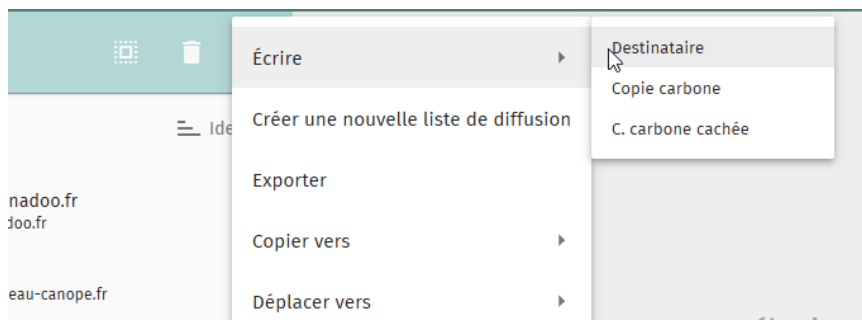 Écrire
Destinataire
Copie carbone
C. carbone cachée
Ide
Créer une nouvelle liste de diffusion
Exporter
nadoo.fr
doo.fr
Copier vers
eau-canope.fr
Déplacer vers